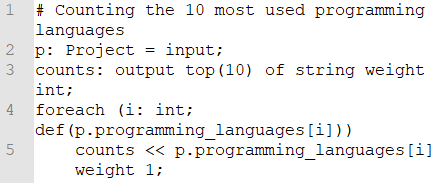 1 # Counting the 10 most used programming
languages
2 p: Project = input;
3 counts: output top(10) of string weight
int;
4 foreach (i: int;
def(p.programming_languages[i]))
5 counts << p.programming_languages[i]
weight 1;